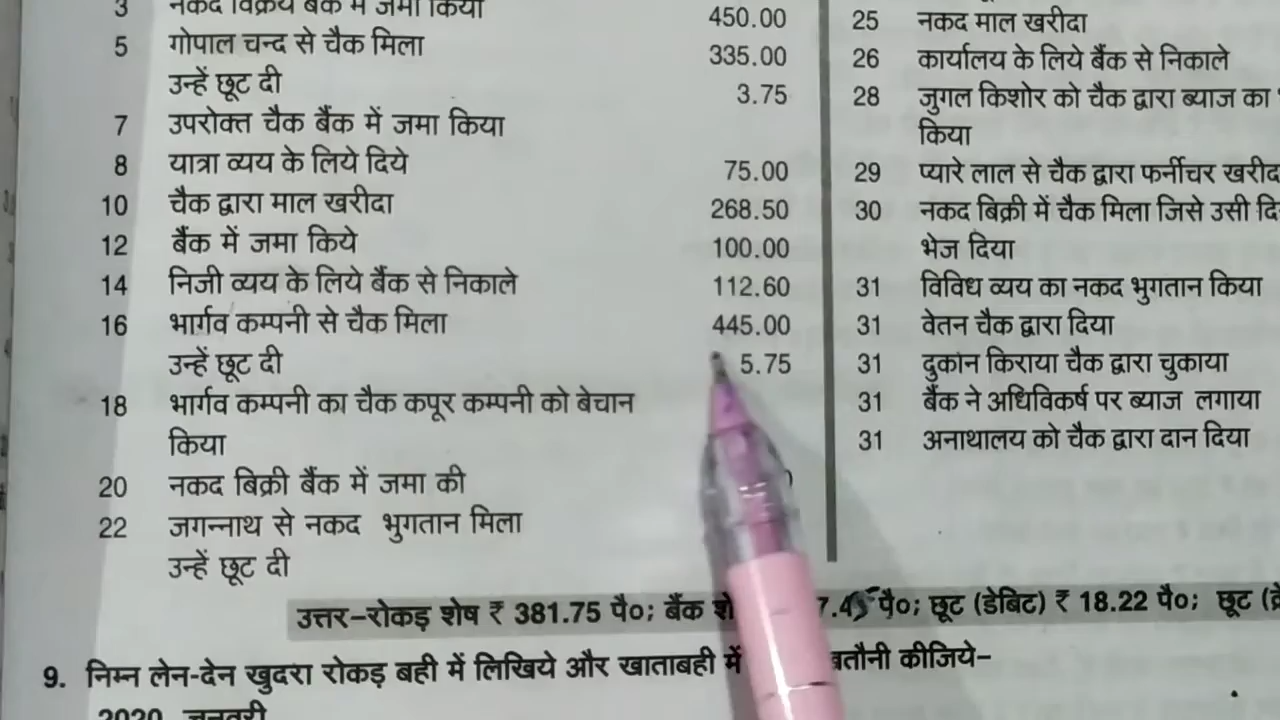 3 नकद विक्रय बैंक में जमा किया 450.00
5 गोपाल चन्द से चैक मिला 335.00
उन्हें छूट दी 3.75
7 उपरोक्त चैक बैंक में जमा किया
8 यात्रा व्यय के लिये दिये 75.00
10 चैक द्वारा माल खरीदा 268.50
12 बैंक में जमा किये 100.00
14 निजी व्यय के लिये बैंक से निकाले 112.60
16 भार्गव कम्पनी से चैक मिला 445.00
उन्हें छूट दी 5.75
18 भार्गव कम्पनी का चैक कपूर कम्पनी को बेचान
किया
20 नकद बिक्री बैंक में जमा की
22 जगन्नाथ से नकद भुगतान मिला
उन्हें छूट दी
25 नकद माल खरीदा
26 कार्यालय के लिये बैंक से निकाले
28 जुगल किशोर को चैक द्वारा ब्याज का
किया
29 प्यारे लाल से चैक द्वारा फर्नीचर खरीद
30 नकद बिक्री में चैक मिला जिसे उसी
भेज दिया
31 विविध व्यय का नकद भुगतान किया
31 वेतन चैक द्वारा दिया
31 दुकान किराया चैक द्वारा चुकाया
31 बैंक ने अधिविकर्ष पर ब्याज लगाया
31 अनाथालय को चैक द्वारा दान दिया
उत्तर–रोकड़ शेष ₹ 381.75 पै०; बैंक पै०; छूट (डेबिट) ₹ 18.22 पै०; छूट
9. निम्न लेन-देन खुदरा रोकड़ बही में लिखिये और खाताबही में कीजिये–
2020 जनवरी